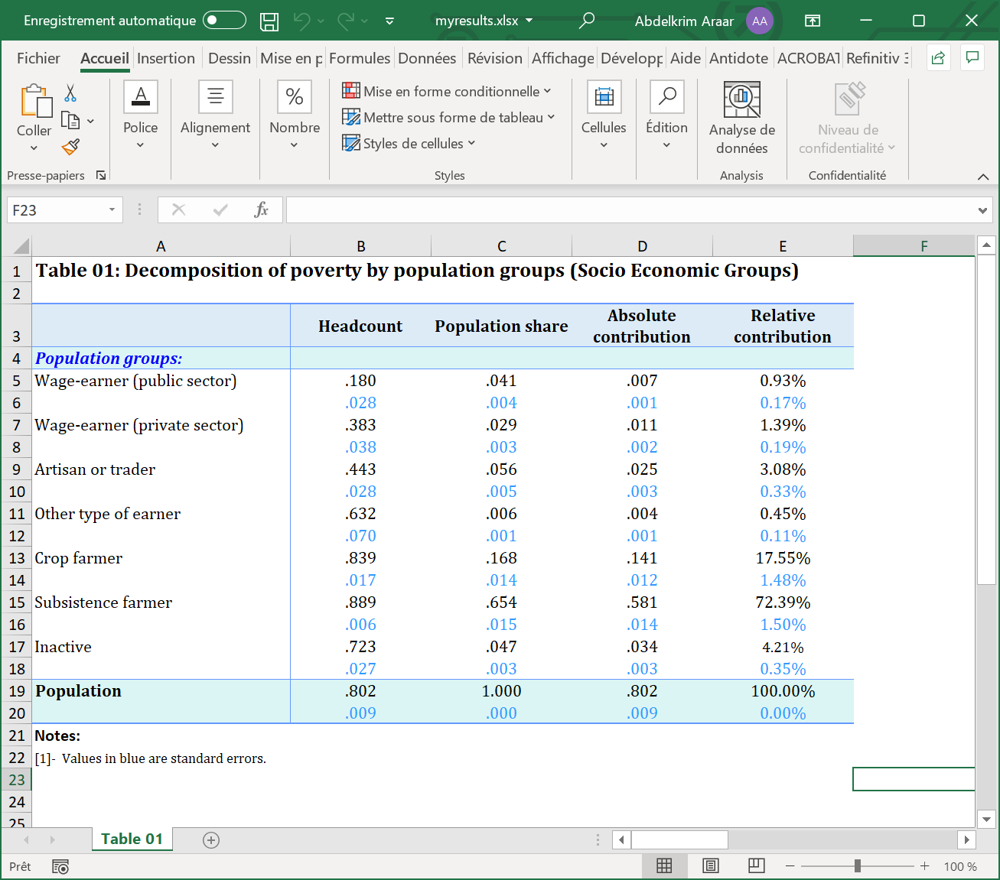 Enregistrement automatique myresults.xlsx Abdelkrim Araar AA
Fichier Accueil Insertion Dessin Mise en p Formules Données Révision Affichage Développ Aide Antidote ACROBAT Refinitiv
Coller
Presse-papiers
A
Police
Alignement
%
Nombre
Mise en forme conditionnelle
Mettre sous forme de tableau
Styles de cellules
Styles
Cellules
Édition
Analyse de
données
Analysis
Niveau de
confidentialité
Confidentialité
F23 fx
A B C D E F
1 Table 01: Decomposition of poverty by population groups (Socio Economic Groups)
2
3 Headcount Population share Absolute contribution Relative contribution
4 Population groups:
5 Wage-earner (public sector) .180 .041 .007 0.93%
6 .028 .004 .001 0.17%
7 Wage-earner (private sector) .383 .029 .011 1.39%
8 .038 .003 .002 0.19%
9 Artisan or trader .443 .056 .025 3.08%
10 .028 .005 .003 0.33%
11 Other type of earner .632 .006 .004 0.45%
12 .070 .001 .001 0.11%
13 Crop farmer .839 .168 .141 17.55%
14 .017 .014 .012 1.48%
15 Subsistence farmer .889 .654 .581 72.39%
16 .006 .015 .014 1.50%
17 Inactive .723 .047 .034 4.21%
18 .027 .003 .003 0.35%
19 Population .802 1.000 .802 100.00%
20 .009 .000 .009 0.00%
21 Notes:
22 [1]- Values in blue are standard errors.
23
24
25
Table 01
Prêt 100 %